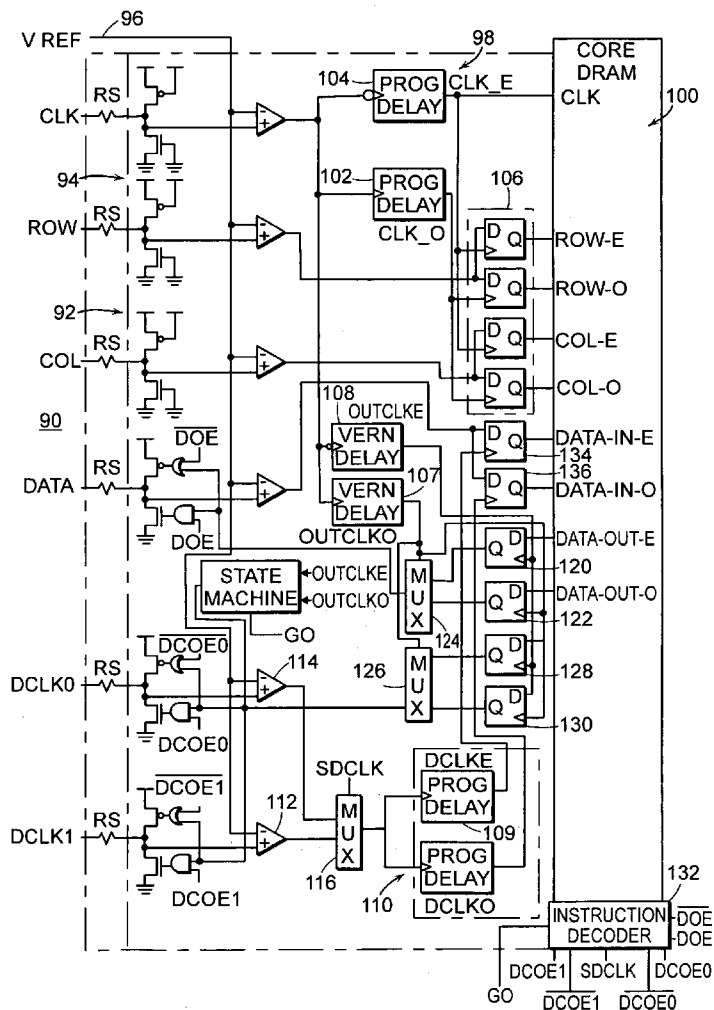 96
V REF
98
CORE
DRAM
104
PROG
DELAY
CLK_E
RS
CLK
CLK
100
102
PROG
DELAY
CLK_O
106
94
RS
ROW
D Q
ROW-E
D Q
ROW-O
92
RS
COL
D Q
COL-E
D Q
COL-O
90
108
OUTCLKE
VERN
DELAY
D Q
DATA-IN-E
134
DOE
RS
DATA
107
VERN
DELAY
136
D Q
DATA-IN-O
DOE
OUTCLKO
Q D
DATA-OUT-E
120
STATE
MACHINE
OUTCLKE
OUTCLKO
MUX
124
Q D
DATA-OUT-O
122
GO
DCOE0
RS
DCLK0
114
126
MUX
Q D
128
Q D
130
DCOE0
DCOE1
SDCLK
DCLKE
PROG
DELAY
109
RS
DCLK1
112
MUX
116
PROG
DELAY
110
DCLKO
DCOE1
132
INSTRUCTION
DECODER
DOE
DOE
GO
DCOE1
SDCLK
DCOE0
DCOE1
DCOE0